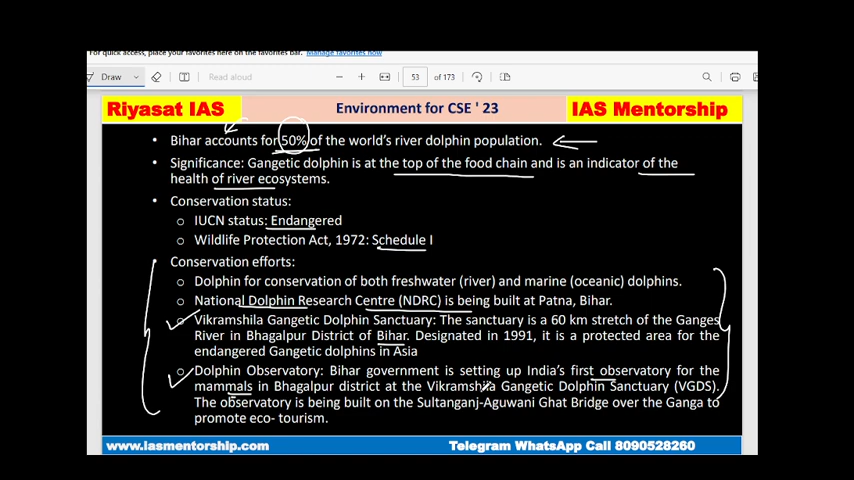 For quick access, place your favorites here on the favorites bar. Manage favorites now
Draw
Read aloud
53 of 173
Riyasat IAS Environment for CSE ' 23 IAS Mentorship
• Bihar accounts for 50% of the world's river dolphin population.
• Significance: Gangetic dolphin is at the top of the food chain and is an indicator of the
health of river ecosystems.
• Conservation status:
o IUCN status: Endangered
o Wildlife Protection Act, 1972: Schedule I
• Conservation efforts:
o Dolphin for conservation of both freshwater (river) and marine (oceanic) dolphins.
o National Dolphin Research Centre (NDRC) is being built at Patna, Bihar.
o Vikramshila Gangetic Dolphin Sanctuary: The sanctuary is a 60 km stretch of the Ganges
River in Bhagalpur District of Bihar. Designated in 1991, it is a protected area for the
endangered Gangetic dolphins in Asia
o Dolphin Observatory: Bihar government is setting up India's first observatory for the
mammals in Bhagalpur district at the Vikramshila Gangetic Dolphin Sanctuary (VGDS).
The observatory is being built on the Sultanganj-Aguwani Ghat Bridge over the Ganga to
promote eco- tourism.
www.iasmentorship.com Telegram WhatsApp Call 8090528260